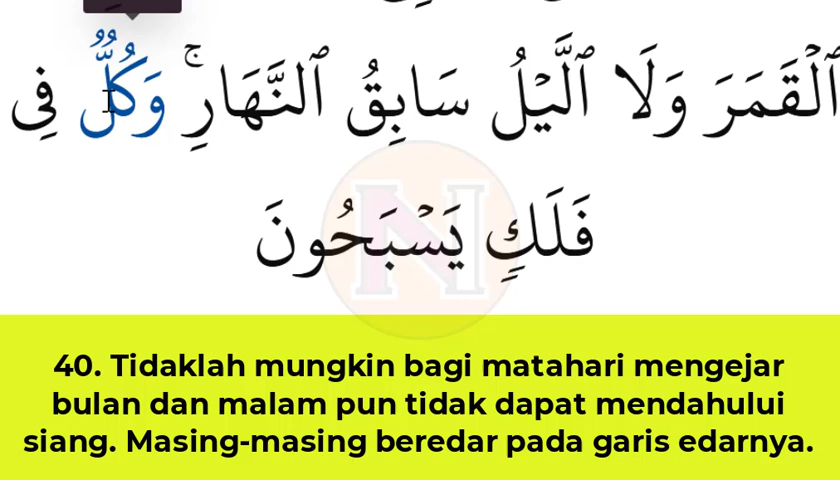 ٱلْقَمَرَ وَلَا ٱلَّيْلُ سَابِقُ ٱلنَّهَارِ ۚ وَكُلٌّ فِى
فَلَكٍ يَسْبَحُونَ
N
40. Tidaklah mungkin bagi matahari mengejar
bulan dan malam pun tidak dapat mendahului
siang. Masing-masing beredar pada garis edarnya.